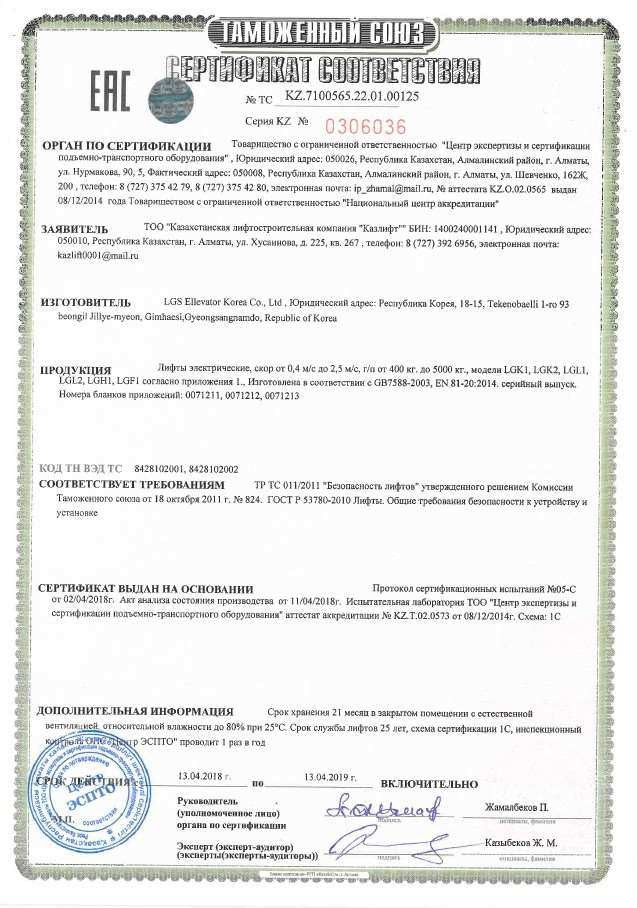 ТАМОЖЕННЫЙ СОЮЗ
СЕРТИФИКАТ СООТВЕТСТВИЯ
ЕАС
№ ТС KZ.7100565.22.01.00125
Серия KZ № 0306036
ОРГАН ПО СЕРТИФИКАЦИИ Товарищество с ограниченной ответственностью "Центр экспертизы и сертификации
подъемно-транспортного оборудования" , Юридический адрес: 050026, Республика Казахстан, Алмалинский район, г. Алматы,
ул. Нурмакова, 90, 5, Фактический адрес: 050008, Республика Казахстан, Алмалинский район, г. Алматы, ул. Шевченко, 162Ж,
200 , телефон: 8 (727) 375 42 79, 8 (727) 375 42 80, электронная почта: ip_zhamal@mail.ru, № аттестата KZ.O.02.0565 выдан
08/12/2014 года Товариществом с ограниченной ответственностью "Национальный центр аккредитации"
ЗАЯВИТЕЛЬ ТОО "Казахстанская лифтостроительная компания "Казлифт"" БИН: 1400240001141 , Юридический адрес:
050010, Республика Казахстан, г. Алматы, ул. Хусаинова, д. 225, кв. 267 , телефон: 8 (727) 392 6956, электронная почта:
kazlift0001@mail.ru
ИЗГОТОВИТЕЛЬ LGS Ellevator Korea Co., Ltd , Юридический адрес: Республика Корея, 18-15, Tekenobaelli 1-ro 93
beongil Jillye-myeon, Gimhaesi,Gyeongsangnamdo, Republic of Korea
ПРОДУКЦИЯ Лифты электрические, скор от 0,4 м/с до 2,5 м/с, г/п от 400 кг. до 5000 кг., модели LGK1, LGK2, LGL1,
LGL2, LGH1, LGF1 согласно приложения 1., Изготовлена в соответствии с GB7588-2003, EN 81-20:2014. серийный выпуск.
Номера бланков приложений: 0071211, 0071212, 0071213
КОД ТН ВЭД ТС 8428102001, 8428102002
СООТВЕТСТВУЕТ ТРЕБОВАНИЯМ ТР ТС 011/2011 "Безопасность лифтов" утвержденного решением Комиссии
Таможенного союза от 18 октября 2011 г. № 824. ГОСТ Р 53780-2010 Лифты. Общие требования безопасности к устройству и
установке
СЕРТИФИКАТ ВЫДАН НА ОСНОВАНИИ Протокол сертификационных испытаний №05-С
от 02/04/2018г. Акт анализа состояния производства от 11/04/2018г. Испытательная лаборатория ТОО "Центр экспертизы и
сертификации подъемно-транспортного оборудования" аттестат аккредитации № KZ.T.02.0573 от 08/12/2014г. Схема: 1С
ДОПОЛНИТЕЛЬНАЯ ИНФОРМАЦИЯ Срок хранения 21 месяц в закрытом помещении с естественной
вентиляцией, относительной влажности до 80% при 25°С. Срок службы лифтов 25 лет, схема сертификации 1С, инспекционный
контроль ОПС "Центр ЭСПТО" проводит 1 раз в год
СРОК ДЕЙСТВИЯ с 13.04.2018 г. по 13.04.2019 г. ВКЛЮЧИТЕЛЬНО
Центр
ЭСПТО
М.П.
Руководитель
(уполномоченное лицо)
органа по сертификации
подпись
Жамалбеков П.
инициалы, фамилия
Эксперт (эксперт-аудитор)
(эксперты(эксперты-аудиторы))
подпись
Казыбеков Ж. М.
инициалы, фамилия